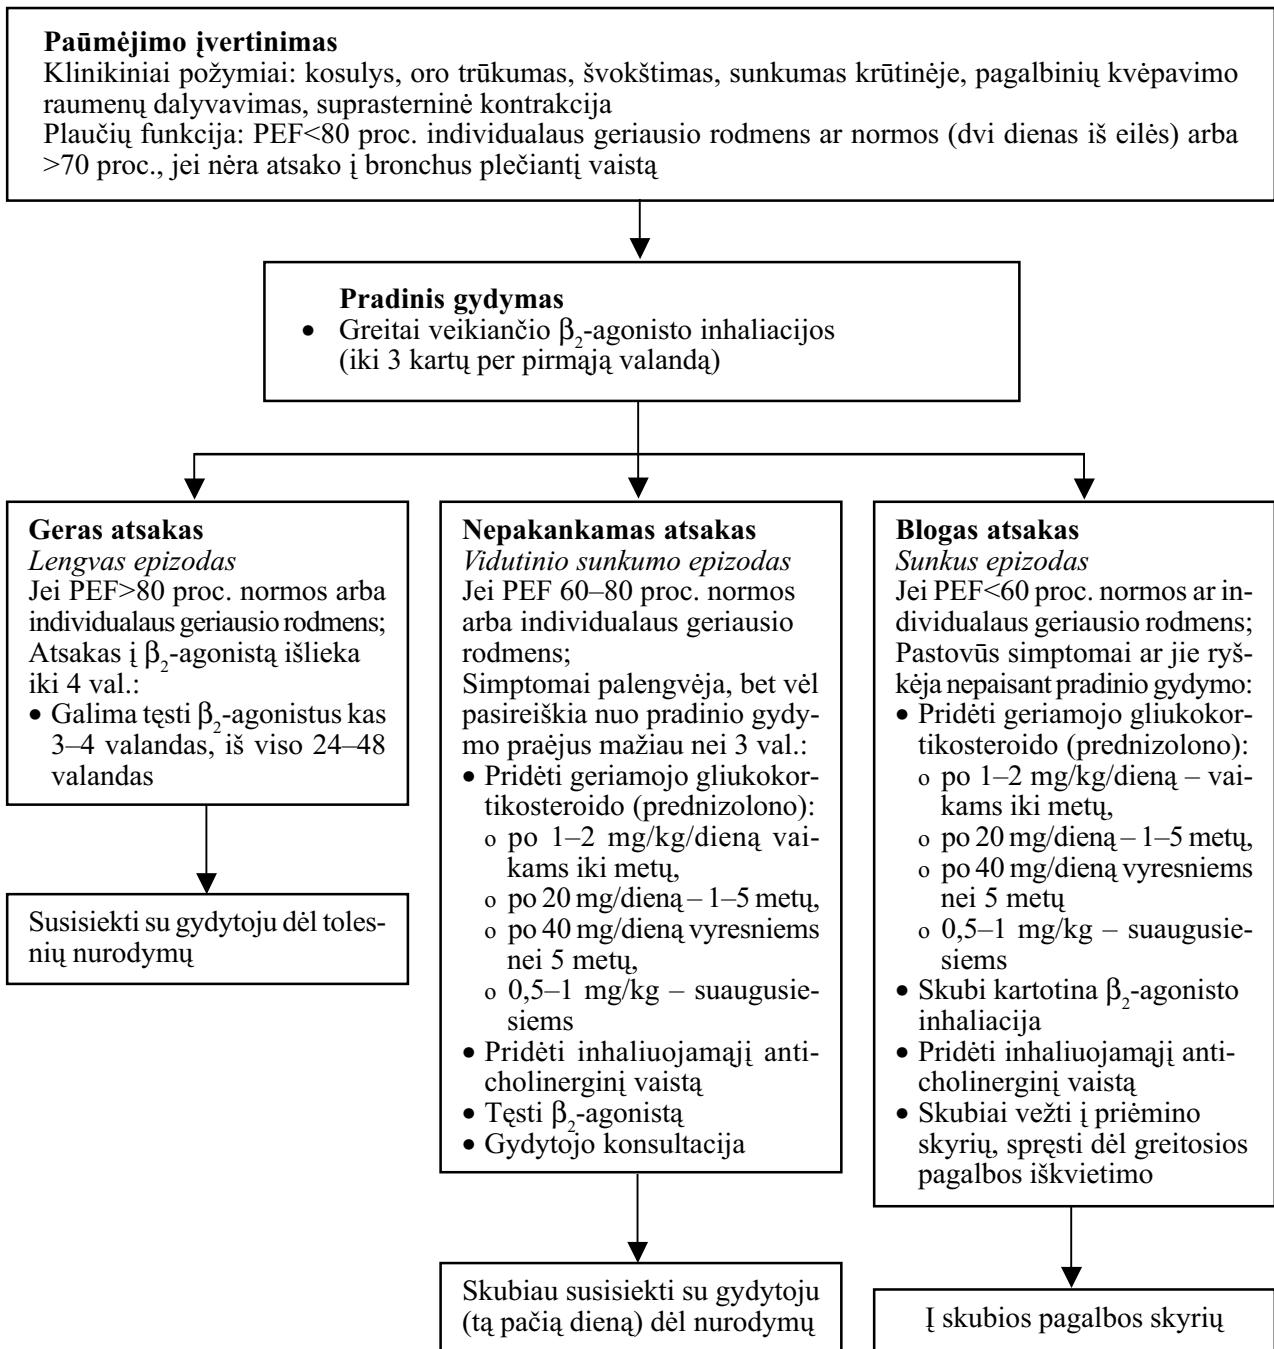 Paūmėjimo įvertinimas
Klinikiniai požymiai: kosulys, oro trūkumas, švokštimas, sunkumas krūtinėje, pagalbinių kvėpavimo
raumenų dalyvavimas, suprasterninė kontrakcija
Plaučių funkcija: PEF<80 proc. individualaus geriausio rodmens ar normos (dvi dienas iš eilės) arba
>70 proc., jei nėra atsako į bronchus plečiantį vaistą
Pradinis gydymas
• Greitai veikiančio β₂-agonisto inhaliacijos
(iki 3 kartų per pirmąją valandą)
Geras atsakas
Lengvas epizodas
Jei PEF>80 proc. normos arba
individualaus geriausio rodmens;
Atsakas į β₂-agonistą išlieka
iki 4 val.:
• Galima tęsti β₂-agonistus kas
3–4 valandas, iš viso 24–48
valandas
Susisiekti su gydytoju dėl toles-
nių nurodymų
Nepakankamas atsakas
Vidutinio sunkumo epizodas
Jei PEF 60–80 proc. normos
arba individualaus geriausio
rodmens;
Simptomai palengvėja, bet vėl
pasireiškia nuo pradinio gydy-
mo praėjus mažiau nei 3 val.:
• Pridėti geriamojo gliukokor-
tikosteroido (prednizolono):
o po 1–2 mg/kg/dieną vai-
kams iki metų,
o po 20 mg/dieną – 1–5 metų,
o po 40 mg/dieną vyresniems
nei 5 metų,
o 0,5–1 mg/kg – suaugusie-
siems
• Pridėti inhaliuojamąjį anti-
cholinerginį vaistą
• Tęsti β₂-agonistą
• Gydytojo konsultacija
Skubiau susisiekti su gydytoju
(tą pačią dieną) dėl nurodymų
Blogas atsakas
Sunkus epizodas
Jei PEF<60 proc. normos ar in-
dividualaus geriausio rodmens;
Pastovūs simptomai ar jie ryš-
kėja nepaisant pradinio gydymo:
• Pridėti geriamojo gliukokor-
tikosteroido (prednizolono):
o po 1–2 mg/kg/dieną – vai-
kams iki metų,
o po 20 mg/dieną – 1–5 metų,
o po 40 mg/dieną vyresniems
nei 5 metų
o 0,5–1 mg/kg – suaugusie-
siems
• Skubi kartotina β₂-agonisto
inhaliacija
• Pridėti inhaliuojamąjį anti-
cholinerginį vaistą
• Skubiai vežti į priėmino
skyrių, spręsti dėl greitosios
pagalbos iškvietimo
Į skubios pagalbos skyrių